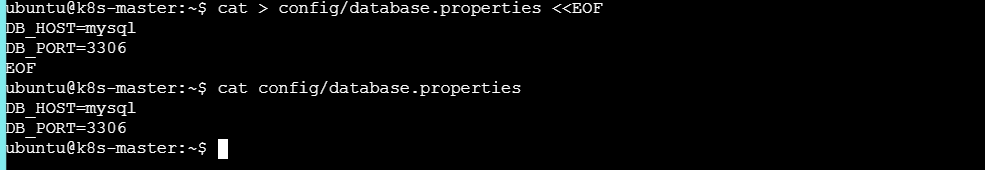 ubuntu@k8s-master:~$ cat > config/database.properties <<EOF
DB_HOST=mysql
DB_PORT=3306
EOF
ubuntu@k8s-master:~$ cat config/database.properties
DB_HOST=mysql
DB_PORT=3306
ubuntu@k8s-master:~$